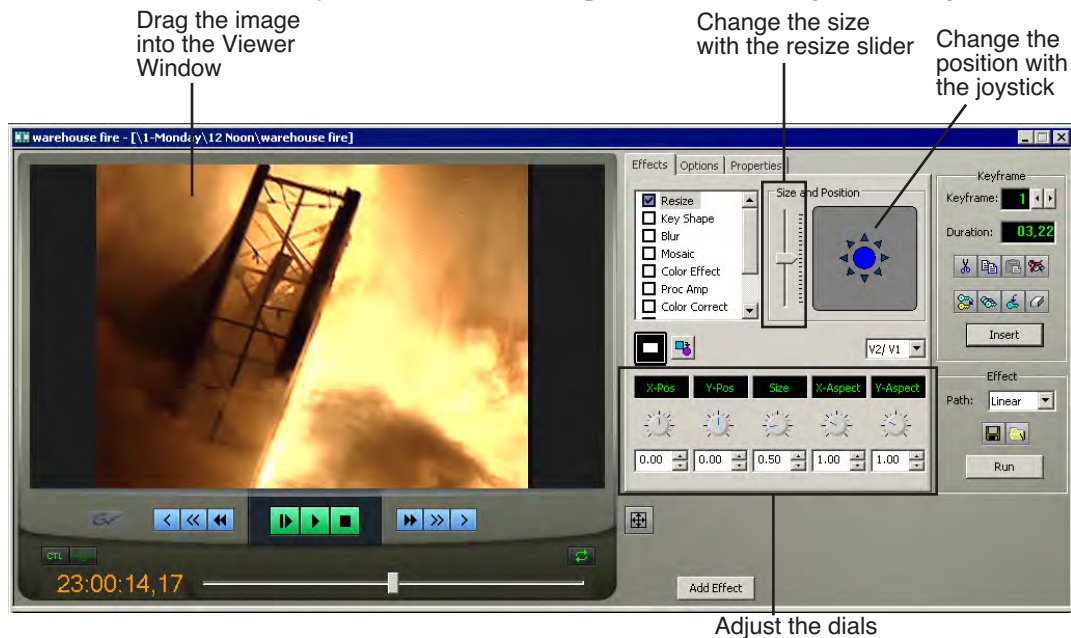 Drag the image
into the Viewer
Window
Change the size
with the resize slider
Change the
position with
the joystick
warehouse fire - [\1-Monday\12 Noon\warehouse fire]
Effects Options Properties
Resize
Key Shape
Blur
Mosaic
Color Effect
Proc Amp
Color Correct
Size and Position
V2/ V1
X-Pos Y-Pos Size X-Aspect Y-Aspect
0.00 0.00 0.50 1.00 1.00
Keyframe
Keyframe: 1
Duration: 03,22
Insert
Effect
Path: Linear
Run
GV
CTL
23:00:14,17
Add Effect
Adjust the dials